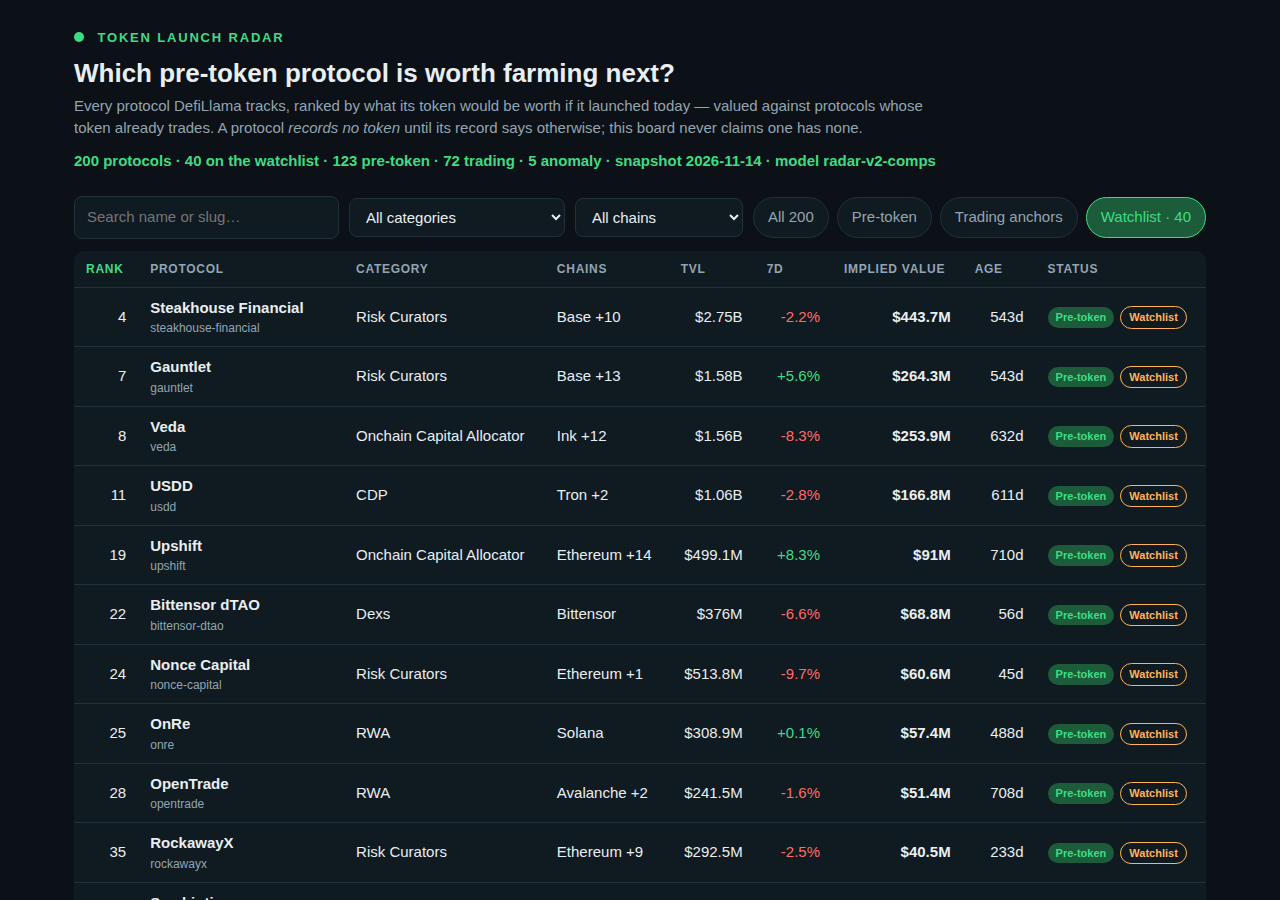 TOKEN LAUNCH RADAR
Which pre-token protocol is worth farming next?
Every protocol DefiLlama tracks, ranked by what its token would be worth if it launched today — valued against protocols whose
token already trades. A protocol records no token until its record says otherwise; this board never claims one has none.
200 protocols · 40 on the watchlist · 123 pre-token · 72 trading · 5 anomaly · snapshot 2026-11-14 · model radar-v2-comps
Search name or slug… All categories All chains All 200 Pre-token Trading anchors Watchlist · 40
RANK PROTOCOL CATEGORY CHAINS TVL 7D IMPLIED VALUE AGE STATUS
4 Steakhouse Financial Risk Curators Base +10 $2.75B -2.2% $443.7M 543d Pre-token Watchlist
steakhouse-financial
7 Gauntlet Risk Curators Base +13 $1.58B +5.6% $264.3M 543d Pre-token Watchlist
gauntlet
8 Veda Onchain Capital Allocator Ink +12 $1.56B -8.3% $253.9M 632d Pre-token Watchlist
veda
11 USDD CDP Tron +2 $1.06B -2.8% $166.8M 611d Pre-token Watchlist
usdd
19 Upshift Onchain Capital Allocator Ethereum +14 $499.1M +8.3% $91M 710d Pre-token Watchlist
upshift
22 Bittensor dTAO Dexs Bittensor $376M -6.6% $68.8M 56d Pre-token Watchlist
bittensor-dtao
24 Nonce Capital Risk Curators Ethereum +1 $513.8M -9.7% $60.6M 45d Pre-token Watchlist
nonce-capital
25 OnRe RWA Solana $308.9M +0.1% $57.4M 488d Pre-token Watchlist
onre
28 OpenTrade RWA Avalanche +2 $241.5M -1.6% $51.4M 708d Pre-token Watchlist
opentrade
35 RockawayX Risk Curators Ethereum +9 $292.5M -2.5% $40.5M 233d Pre-token Watchlist
rockawayx